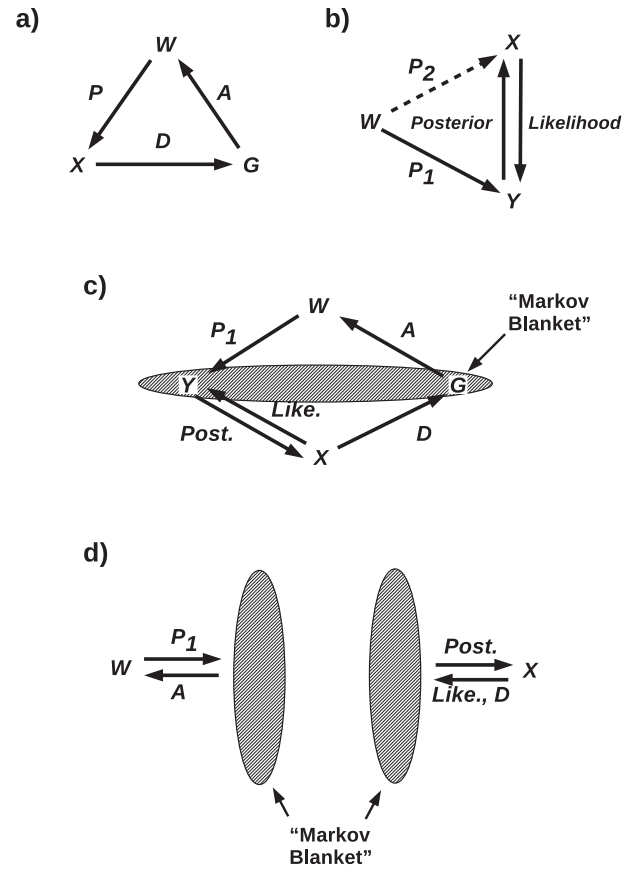 a)
W
P
A
D
X
G
b)
X
P2
W
Posterior
Likelihood
P1
Y
c)
“Markov
Blanket”
W
P1
A
Y
G
Like.
Post.
D
X
d)
P1
Post.
W
X
A
Like., D
“Markov
Blanket”